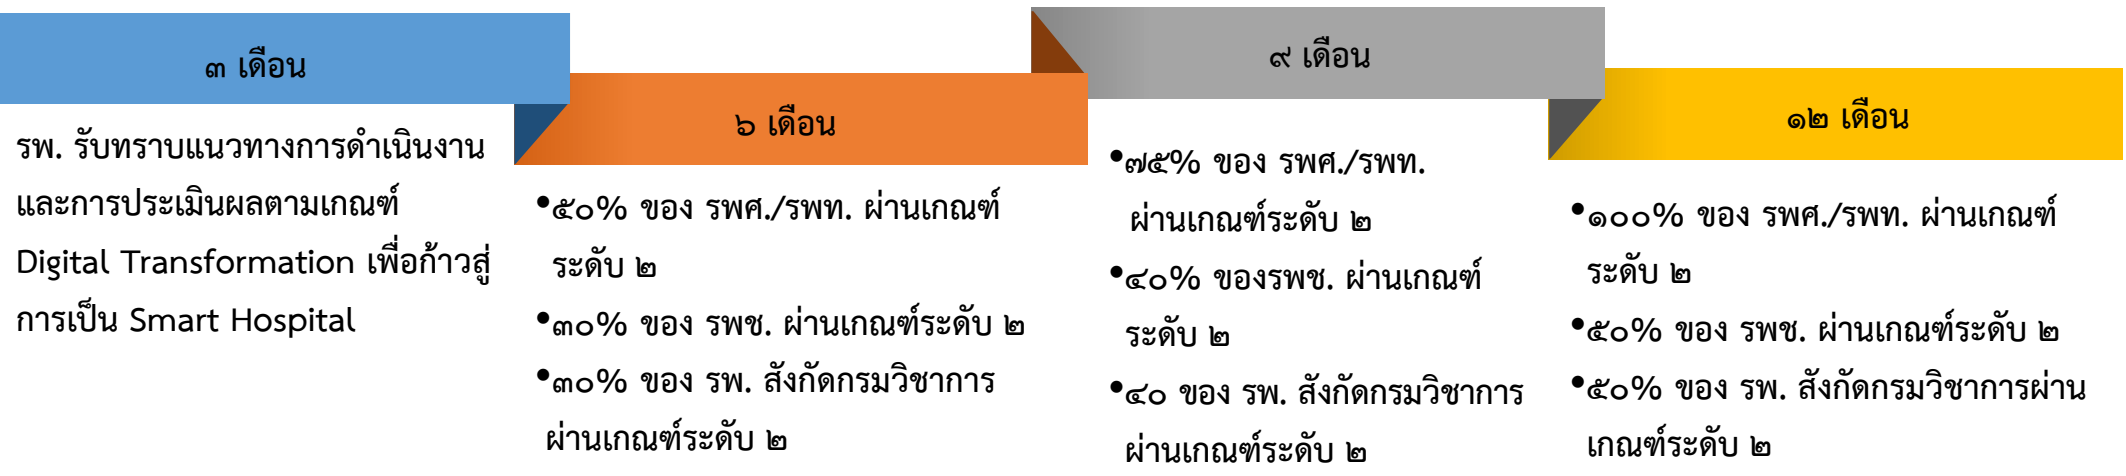 ๓ เดือน
รพ. รับทราบแนวทางการดำเนินงาน
และการประเมินผลตามเกณฑ์
Digital Transformation เพื่อก้าวสู่
การเป็น Smart Hospital
๖ เดือน
•๕๐% ของ รพศ./รพท. ผ่านเกณฑ์
ระดับ ๒
•๓๐% ของ รพช. ผ่านเกณฑ์ระดับ ๒
•๓๐% ของ รพ. สังกัดกรมวิชาการ
ผ่านเกณฑ์ระดับ ๒
๙ เดือน
•๗๕% ของ รพศ./รพท.
ผ่านเกณฑ์ระดับ ๒
•๔๐% ของรพช. ผ่านเกณฑ์
ระดับ ๒
•๔๐ ของ รพ. สังกัดกรมวิชาการ
ผ่านเกณฑ์ระดับ ๒
๑๒ เดือน
•๑๐๐% ของ รพศ./รพท. ผ่านเกณฑ์
ระดับ ๒
•๕๐% ของ รพช. ผ่านเกณฑ์ระดับ ๒
•๕๐% ของ รพ. สังกัดกรมวิชาการผ่าน
เกณฑ์ระดับ ๒